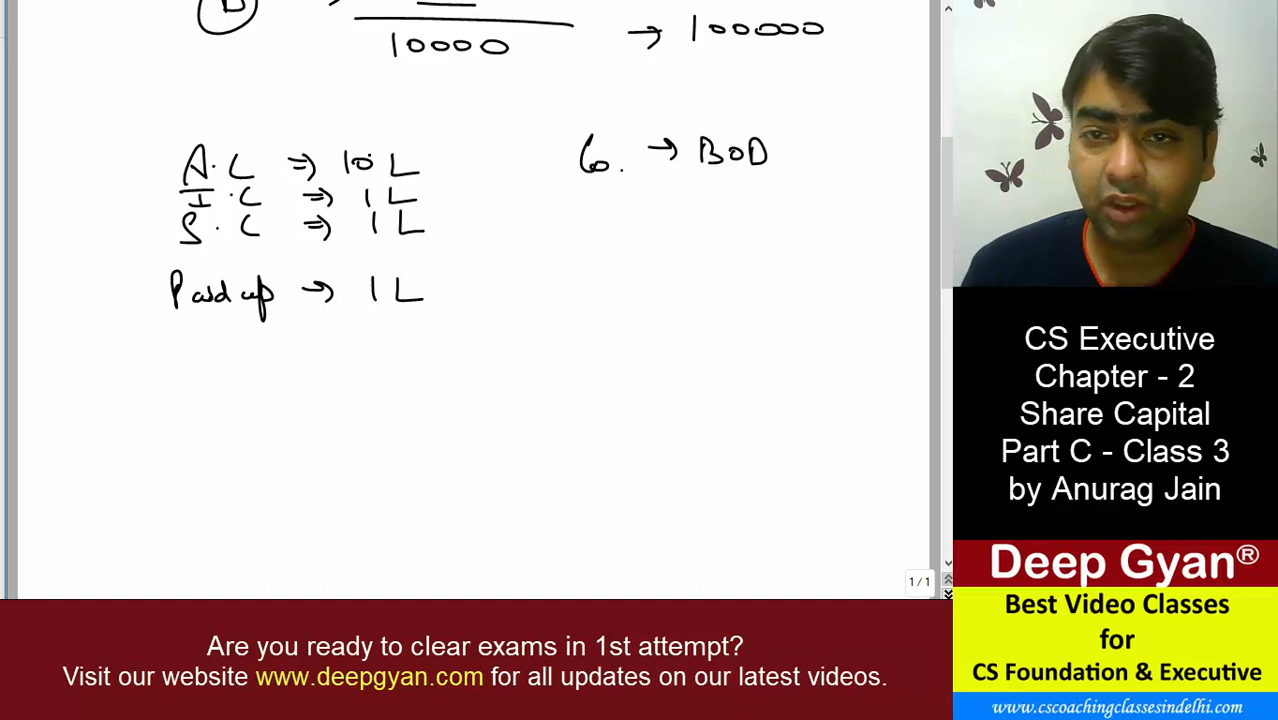 B
10000 → 100000
A.C ⇒ 10 L
I.C ⇒ 1 L
S.C ⇒ 1 L
Paid up → 1 L
Co. → BOD
1 / 1
CS Executive
Chapter - 2
Share Capital
Part C - Class 3
by Anurag Jain
Deep Gyan®
Best Video Classes
for
CS Foundation & Executive
www.cscoachingclassesindelhi.com
Are you ready to clear exams in 1st attempt?
Visit our website www.deepgyan.com for all updates on our latest videos.